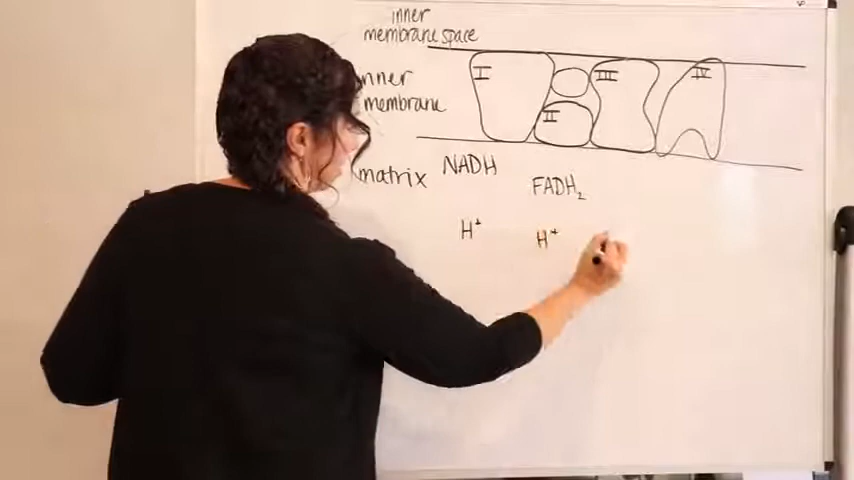 inner
membrane space
inner
membrane
I
II
III
IV
matrix
NADH
FADH₂
H⁺
H⁺